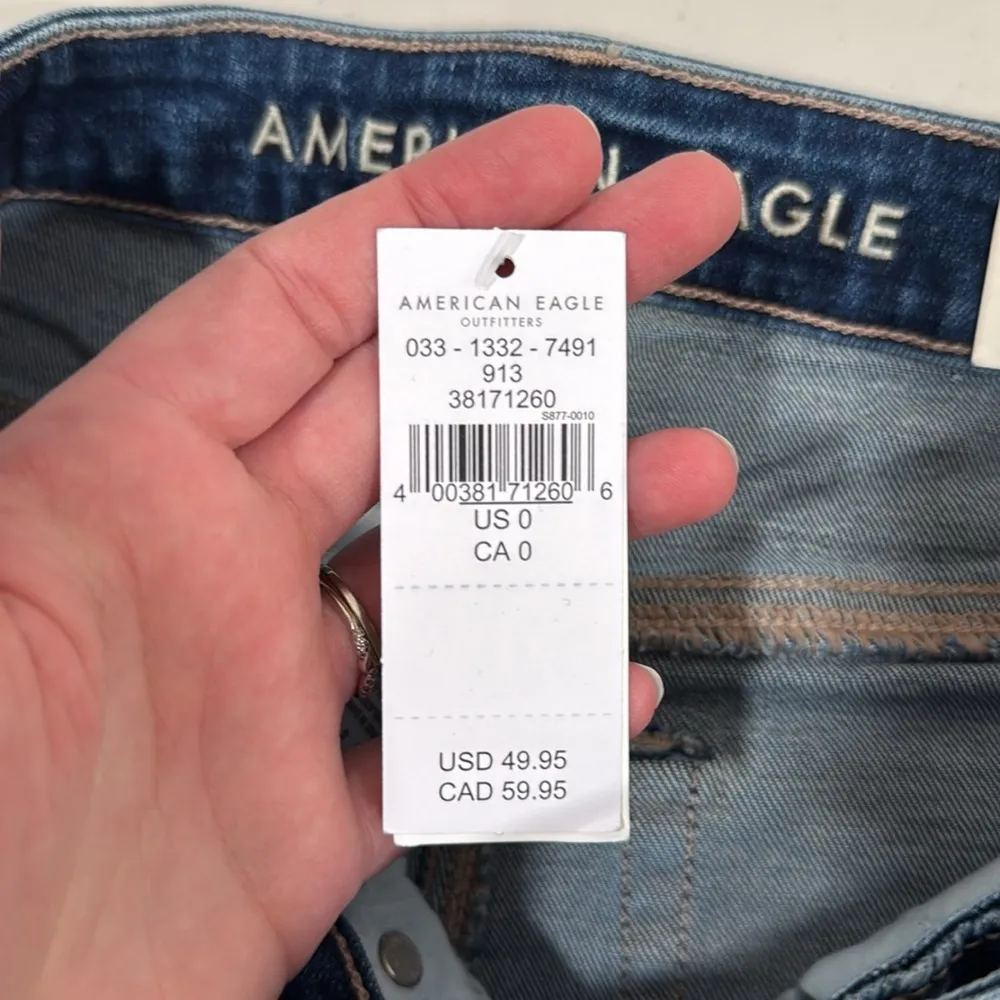 AMER
EAGLE
AMERICAN EAGLE
OUTFITTERS
033 - 1332 - 7491
913
38171260
S877-0010
4 00381 71260 6
US 0
CA 0
USD 49.95
CAD 59.95